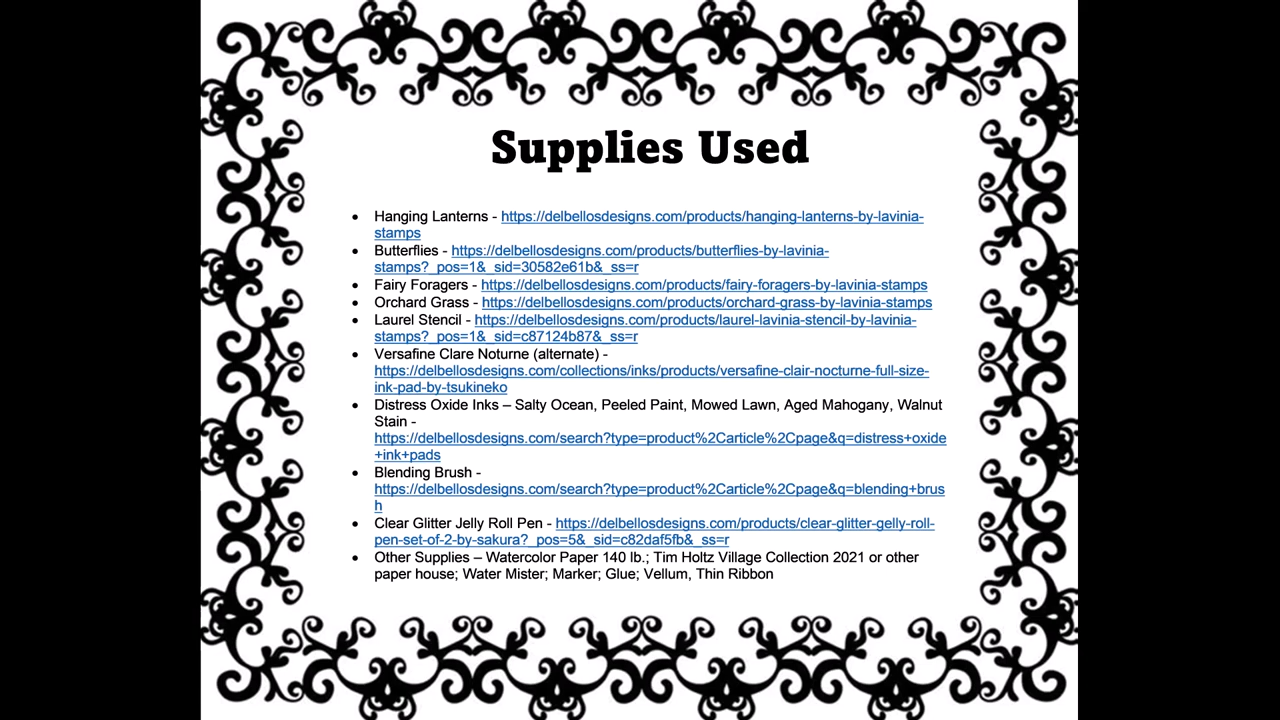 Supplies Used
• Hanging Lanterns - https://delbellosdesigns.com/products/hanging-lanterns-by-lavinia-
stamps
• Butterflies - https://delbellosdesigns.com/products/butterflies-by-lavinia-
stamps?_pos=1&_sid=30582e61b&_ss=r
• Fairy Foragers - https://delbellosdesigns.com/products/fairy-foragers-by-lavinia-stamps
• Orchard Grass - https://delbellosdesigns.com/products/orchard-grass-by-lavinia-stamps
• Laurel Stencil - https://delbellosdesigns.com/products/laurel-lavinia-stencil-by-lavinia-
stamps?_pos=1&_sid=c87124b87&_ss=r
• Versafine Clare Noturne (alternate) -
https://delbellosdesigns.com/collections/inks/products/versafine-clair-nocturne-full-size-
ink-pad-by-tsukineko
• Distress Oxide Inks – Salty Ocean, Peeled Paint, Mowed Lawn, Aged Mahogany, Walnut
Stain -
https://delbellosdesigns.com/search?type=product%2Carticle%2Cpage&q=distress+oxide
+ink+pads
• Blending Brush -
https://delbellosdesigns.com/search?type=product%2Carticle%2Cpage&q=blending+brus
h
• Clear Glitter Jelly Roll Pen - https://delbellosdesigns.com/products/clear-glitter-gelly-roll-
pen-set-of-2-by-sakura?_pos=5&_sid=c82daf5fb&_ss=r
• Other Supplies – Watercolor Paper 140 lb.; Tim Holtz Village Collection 2021 or other
paper house; Water Mister; Marker; Glue; Vellum, Thin Ribbon